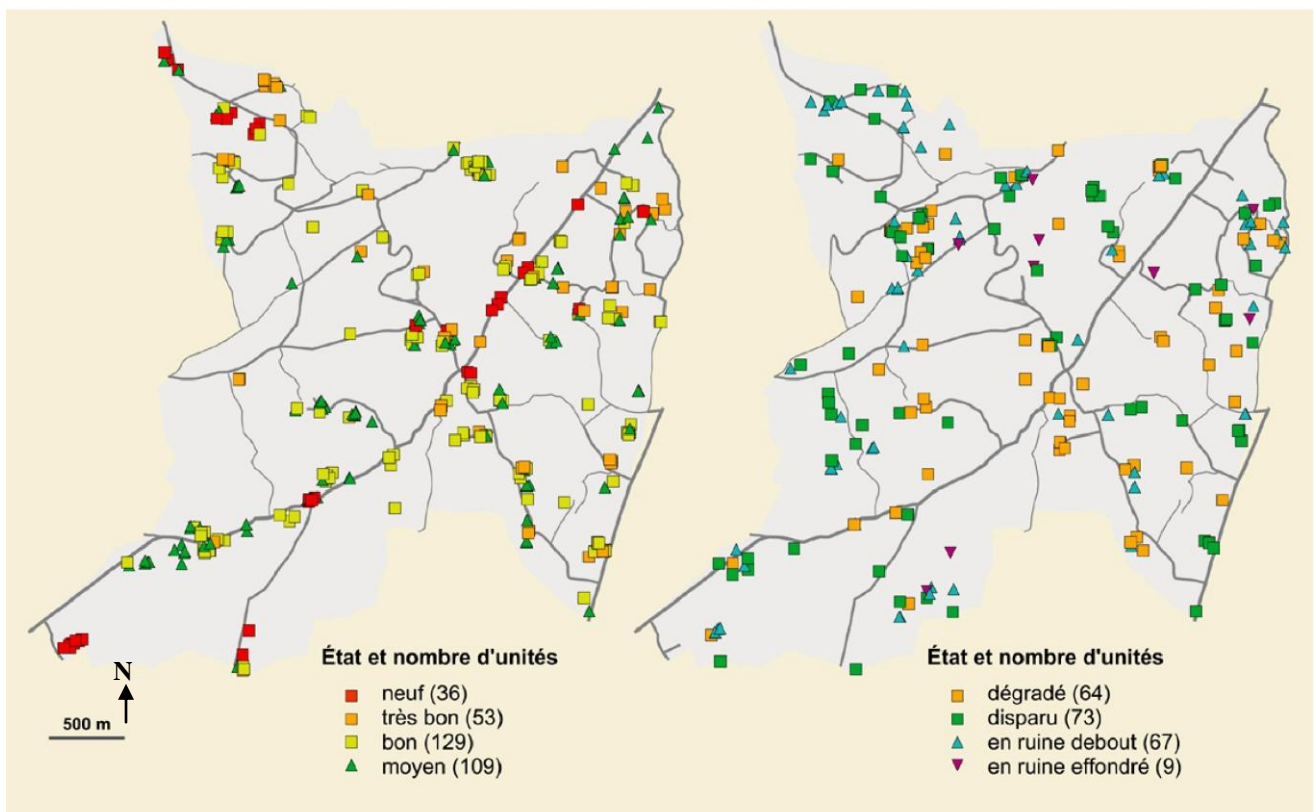 État et nombre d'unités
neuf (36)
très bon (53)
bon (129)
moyen (109)
N
500 m
État et nombre d'unités
dégradé (64)
disparu (73)
en ruine debout (67)
en ruine effondré (9)